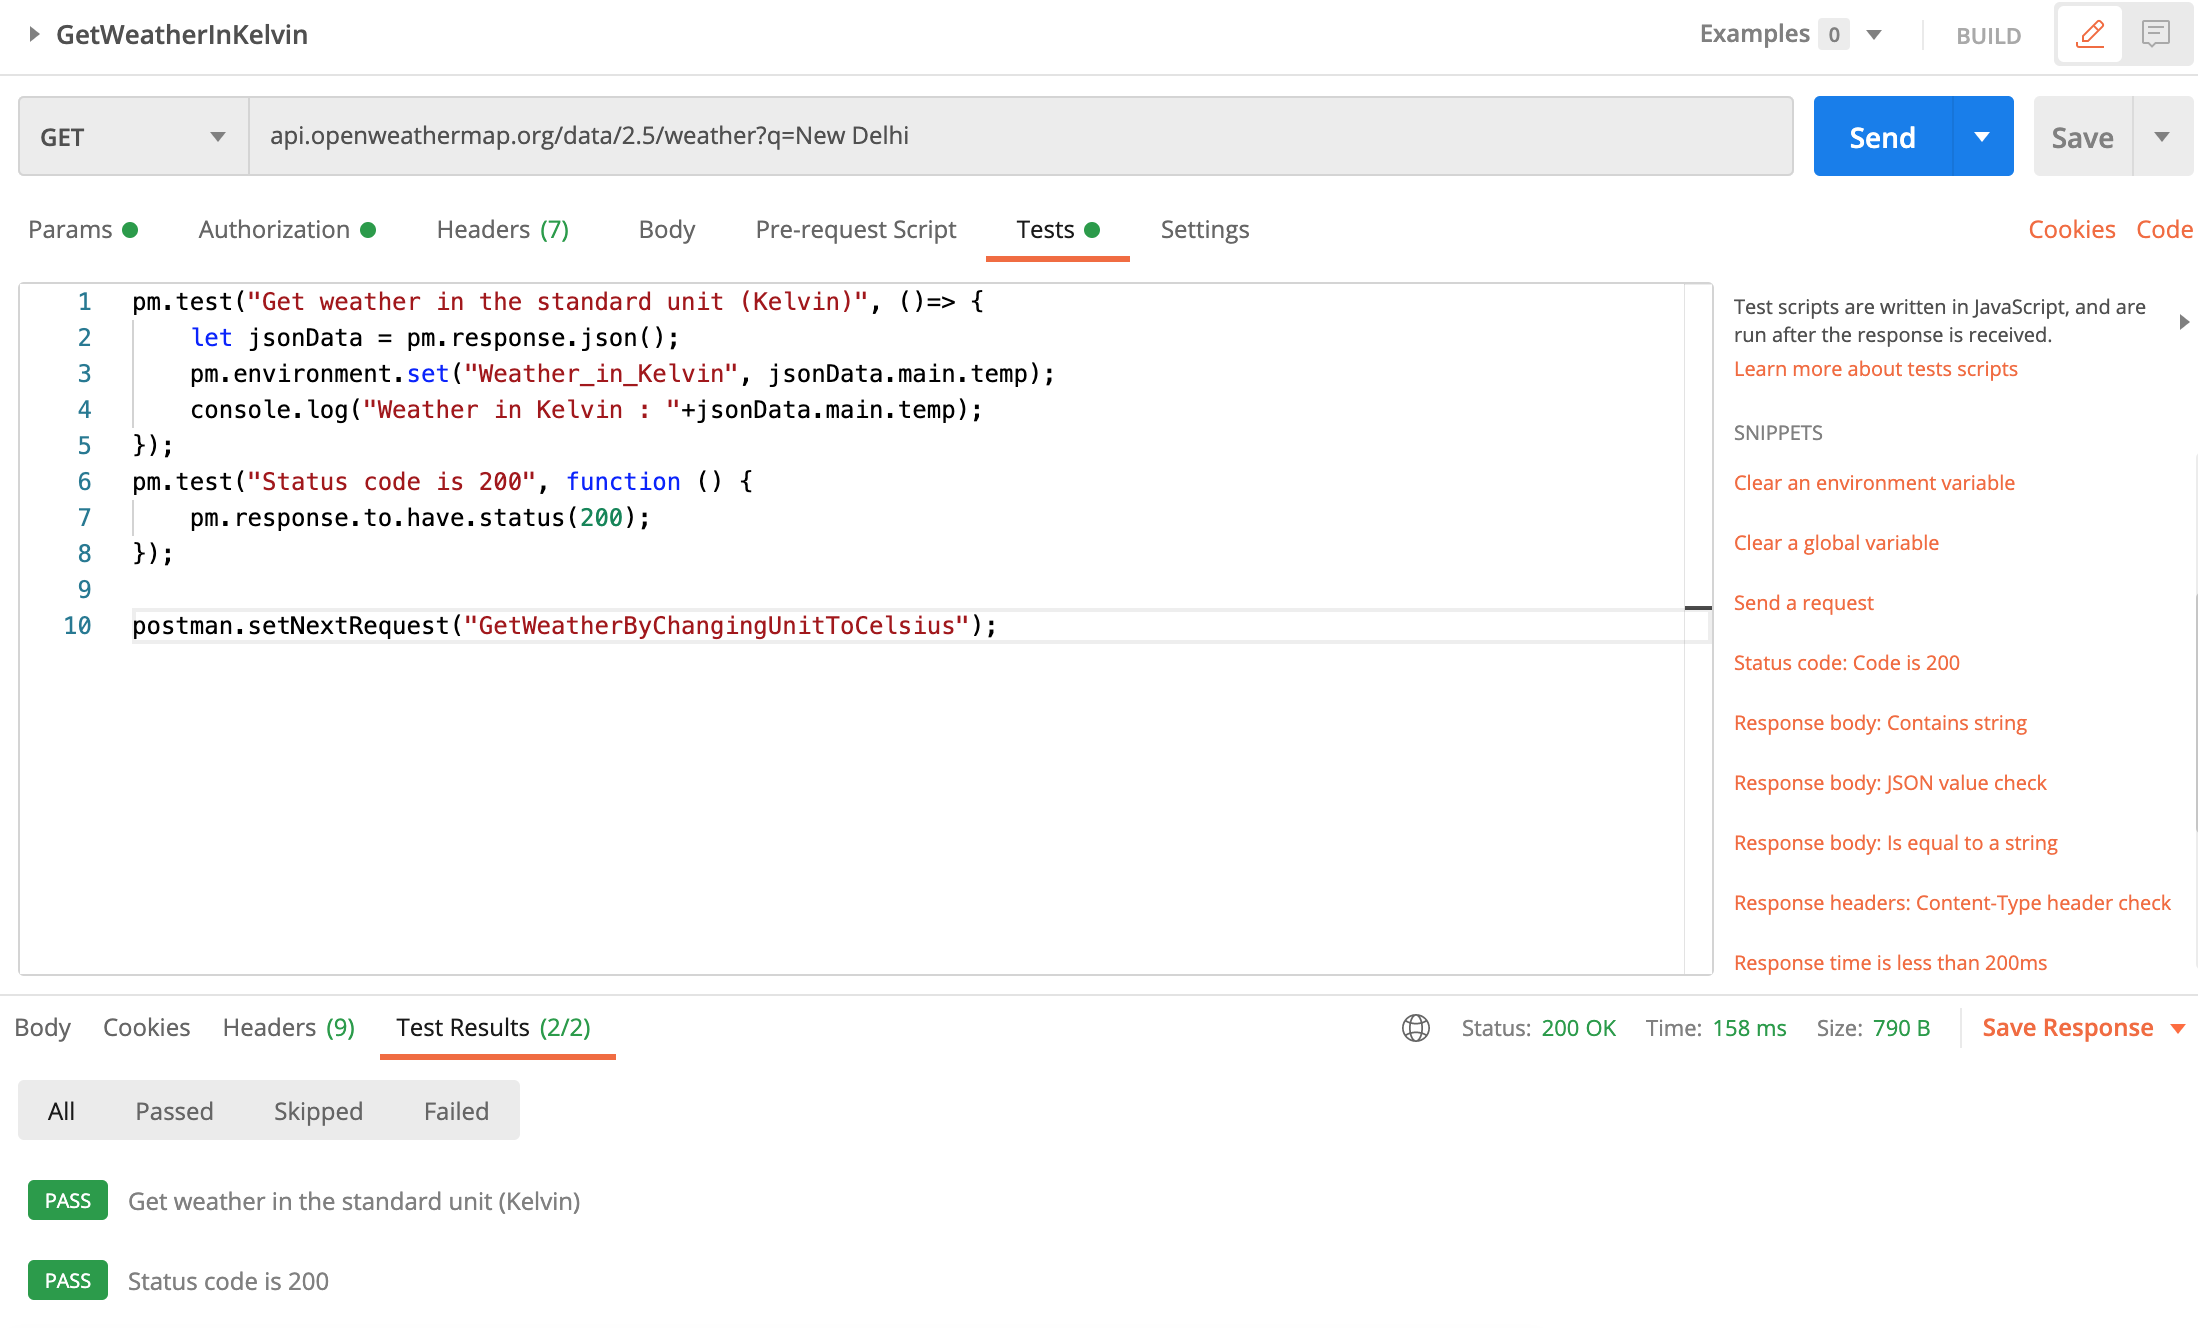 GetWeatherInKelvin
Examples 0
BUILD
GET
api.openweathermap.org/data/2.5/weather?q=New Delhi
Send
Save
Params
Authorization
Headers (7)
Body
Pre-request Script
Tests
Settings
Cookies
Code
1 pm.test("Get weather in the standard unit (Kelvin)", ()=> {
2 let jsonData = pm.response.json();
3 pm.environment.set("Weather_in_Kelvin", jsonData.main.temp);
4 console.log("Weather in Kelvin : "+jsonData.main.temp);
5 });
6 pm.test("Status code is 200", function () {
7 pm.response.to.have.status(200);
8 });
9
10 postman.setNextRequest("GetWeatherByChangingUnitToCelsius");
Test scripts are written in JavaScript, and are
run after the response is received.
Learn more about tests scripts
SNIPPETS
Clear an environment variable
Clear a global variable
Send a request
Status code: Code is 200
Response body: Contains string
Response body: JSON value check
Response body: Is equal to a string
Response headers: Content-Type header check
Response time is less than 200ms
Body
Cookies
Headers (9)
Test Results (2/2)
Status: 200 OK
Time: 158 ms
Size: 790 B
Save Response
All
Passed
Skipped
Failed
PASS Get weather in the standard unit (Kelvin)
PASS Status code is 200